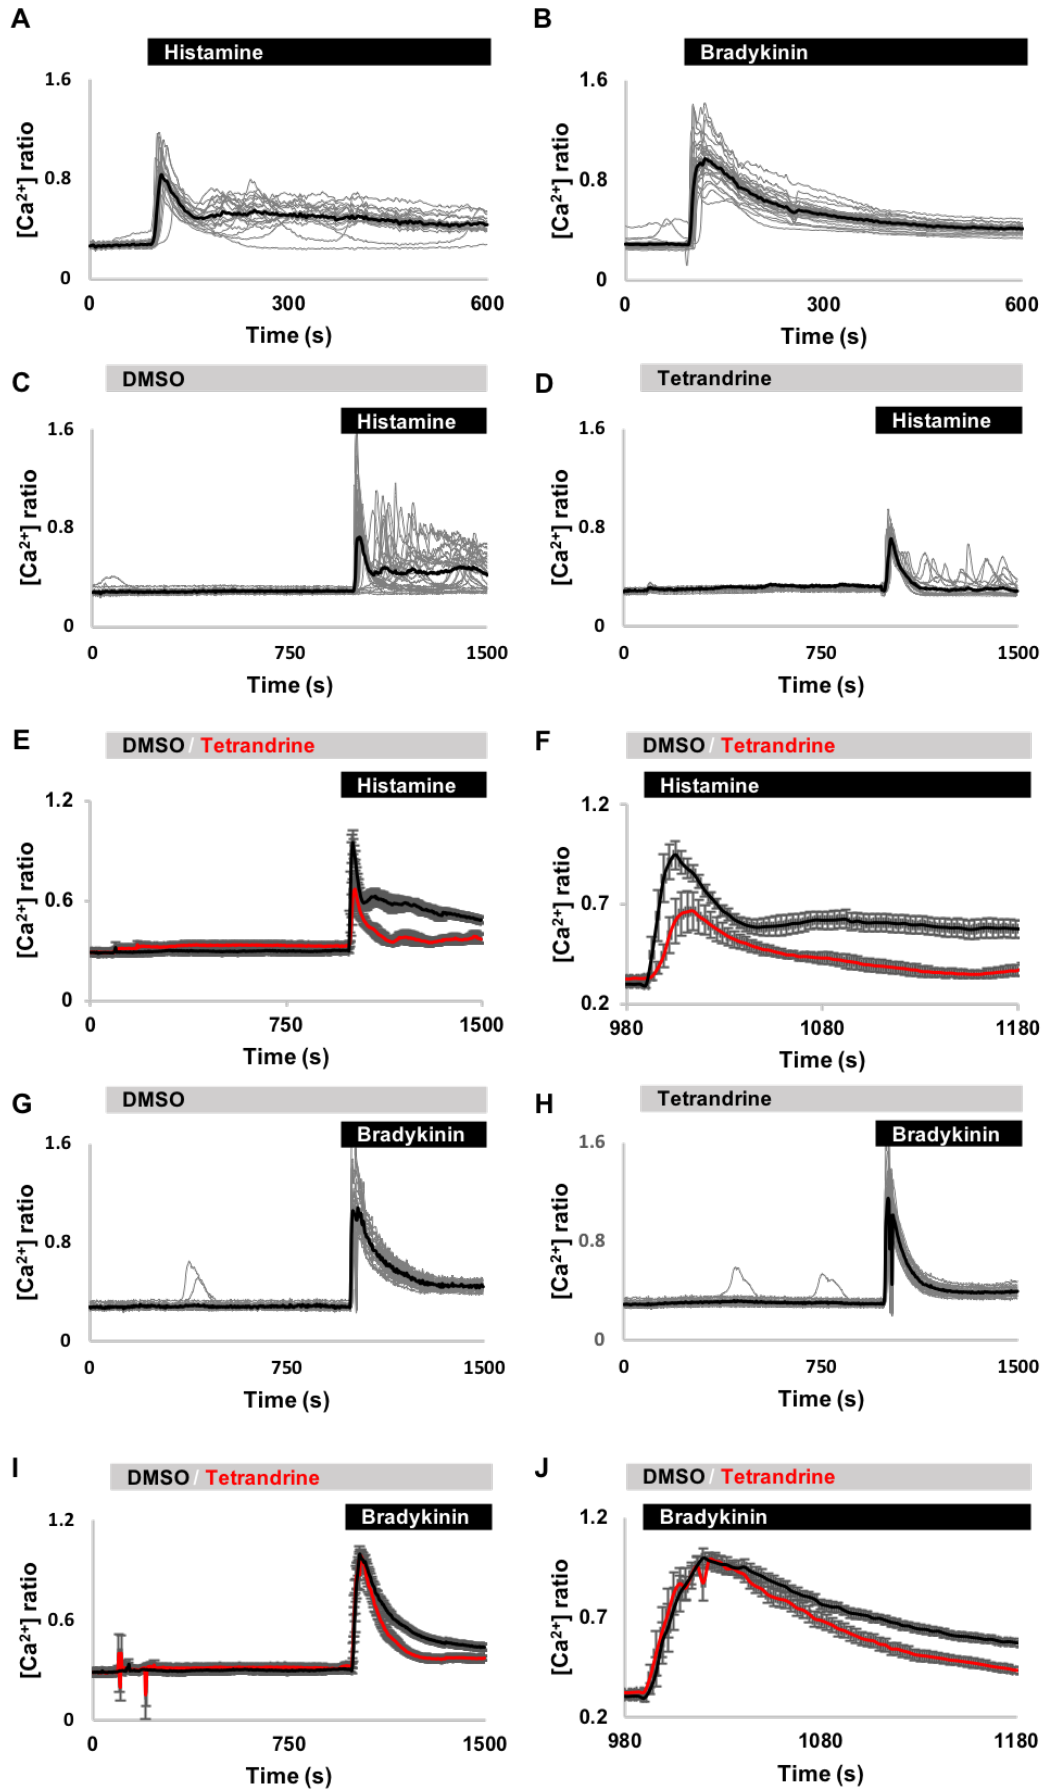 A
Histamine
1.6
0.8
0
[Ca²⁺] ratio
0
300
600
Time (s)
B
Bradykinin
1.6
0.8
0
[Ca²⁺] ratio
0
300
600
Time (s)
C
DMSO
Histamine
1.6
0.8
0
[Ca²⁺] ratio
0
750
1500
Time (s)
D
Tetrandrine
Histamine
1.6
0.8
0
[Ca²⁺] ratio
0
750
1500
Time (s)
E
DMSO / Tetrandrine
Histamine
1.2
0.6
0
[Ca²⁺] ratio
0
750
1500
Time (s)
F
DMSO / Tetrandrine
Histamine
1.2
0.7
0.2
[Ca²⁺] ratio
980
1080
1180
Time (s)
G
DMSO
Bradykinin
1.6
0.8
0
[Ca²⁺] ratio
0
750
1500
Time (s)
H
Tetrandrine
Bradykinin
1.6
0.8
0
[Ca²⁺] ratio
0
750
1500
Time (s)
I
DMSO / Tetrandrine
Bradykinin
1.2
0.6
0
[Ca²⁺] ratio
0
750
1500
Time (s)
J
DMSO / Tetrandrine
Bradykinin
1.2
0.7
0.2
[Ca²⁺] ratio
980
1080
1180
Time (s)